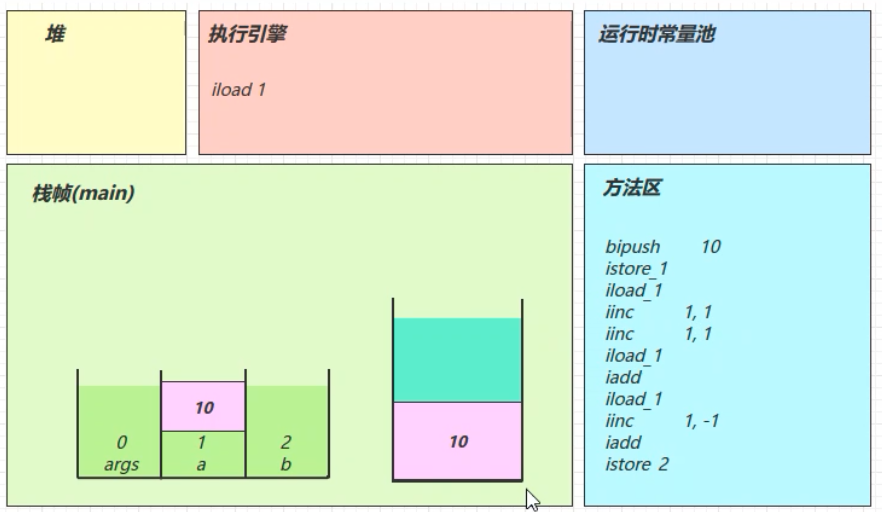 堆
执行引擎
iload 1
运行时常量池
栈帧(main)
10
0
1
2
args
a
b
10
方法区
bipush 10
istore_1
iload_1
iinc 1, 1
iinc 1, 1
iload_1
iadd
iload_1
iinc 1, -1
iadd
istore 2